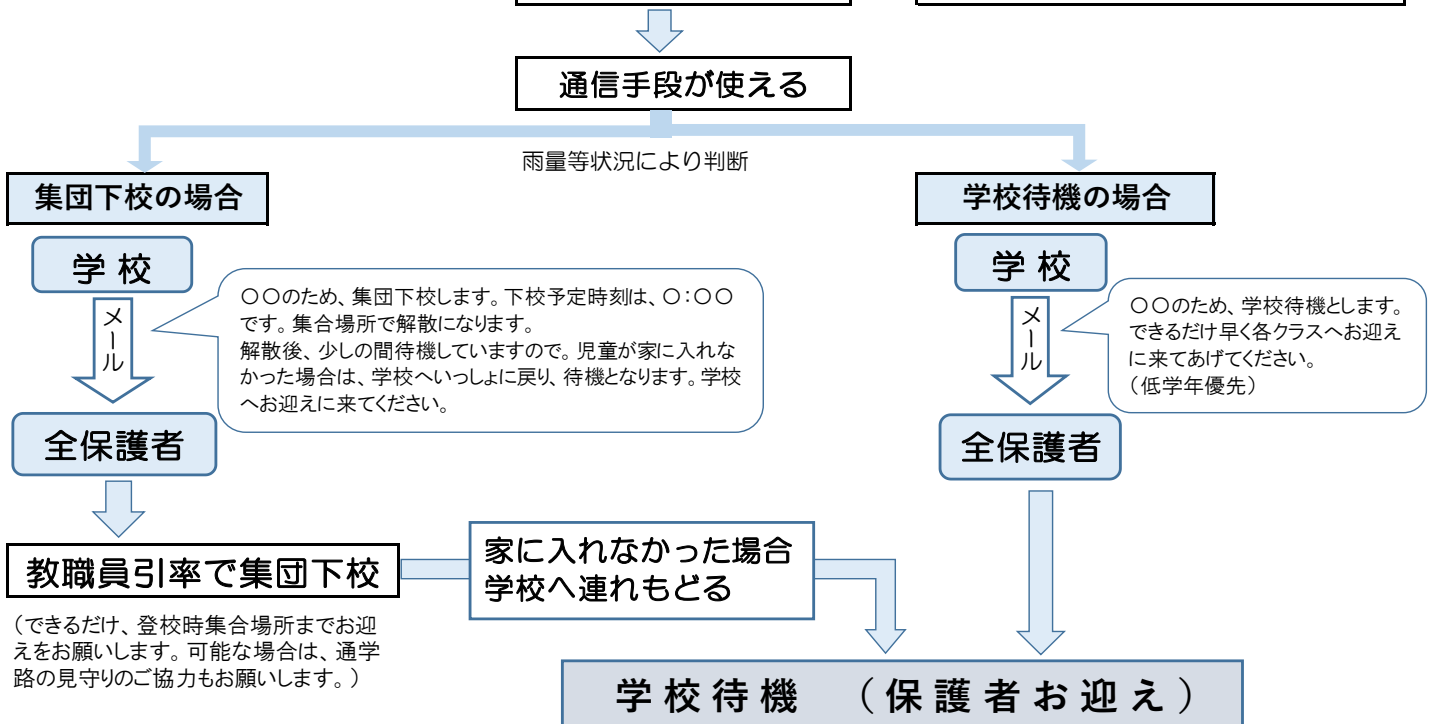 通信手段が使える
雨量等状況により判断
集団下校の場合
学 校
メール
〇〇のため、集団下校します。下校予定時刻は、〇:〇〇
です。集合場所で解散になります。
解散後、少しの間待機していますので。児童が家に入れな
かった場合は、学校へいっしょに戻り、待機となります。学校
へお迎えに来てください。
全保護者
教職員引率で集団下校
(できるだけ、登校時集合場所までお迎
えをお願いします。可能な場合は、通学
路の見守りのご協力もお願いします。)
家に入れなかった場合
学校へ連れもどる
学校待機の場合
学 校
メール
〇〇のため、学校待機とします。
できるだけ早く各クラスへお迎え
に来てあげてください。
(低学年優先)
全保護者
学校待機 (保護者お迎え)